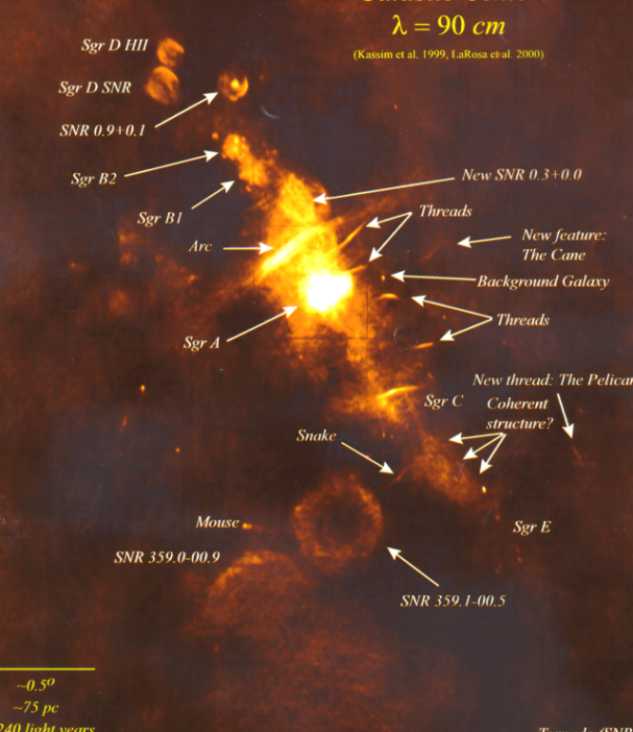 λ = 90 cm
(Kassim et al. 1999, LaRosa et al. 2000)
Sgr D HII
Sgr D SNR
SNR 0.9+0.1
Sgr B2
New SNR 0.3+0.0
Sgr B1
Threads
Arc
New feature:
The Cane
Background Galaxy
Threads
Sgr A
New thread: The Pelican
Sgr C
Coherent
structure?
Snake
Mouse
Sgr E
SNR 359.0-00.9
SNR 359.1-00.5
~0.5º
~75 pc
240 light years